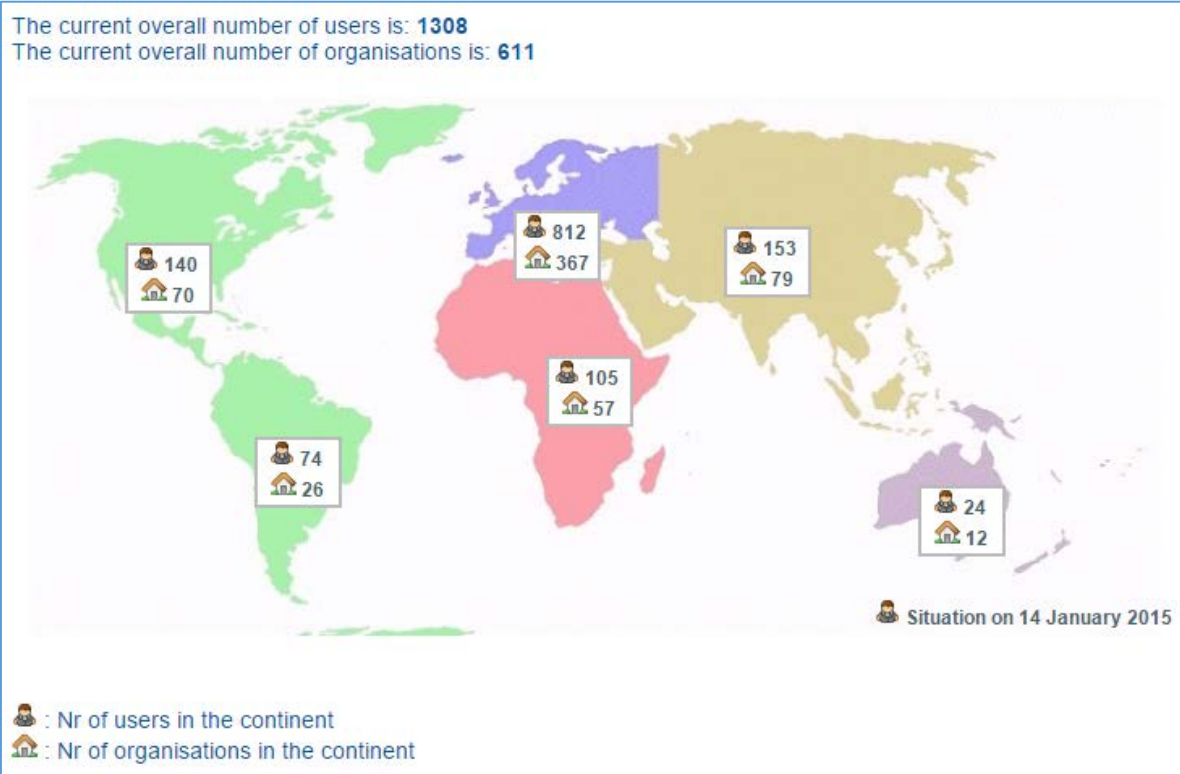 The current overall number of users is: 1308
The current overall number of organisations is: 611
140
70
812
367
153
79
105
57
74
26
24
12
Situation on 14 January 2015
: Nr of users in the continent
: Nr of organisations in the continent